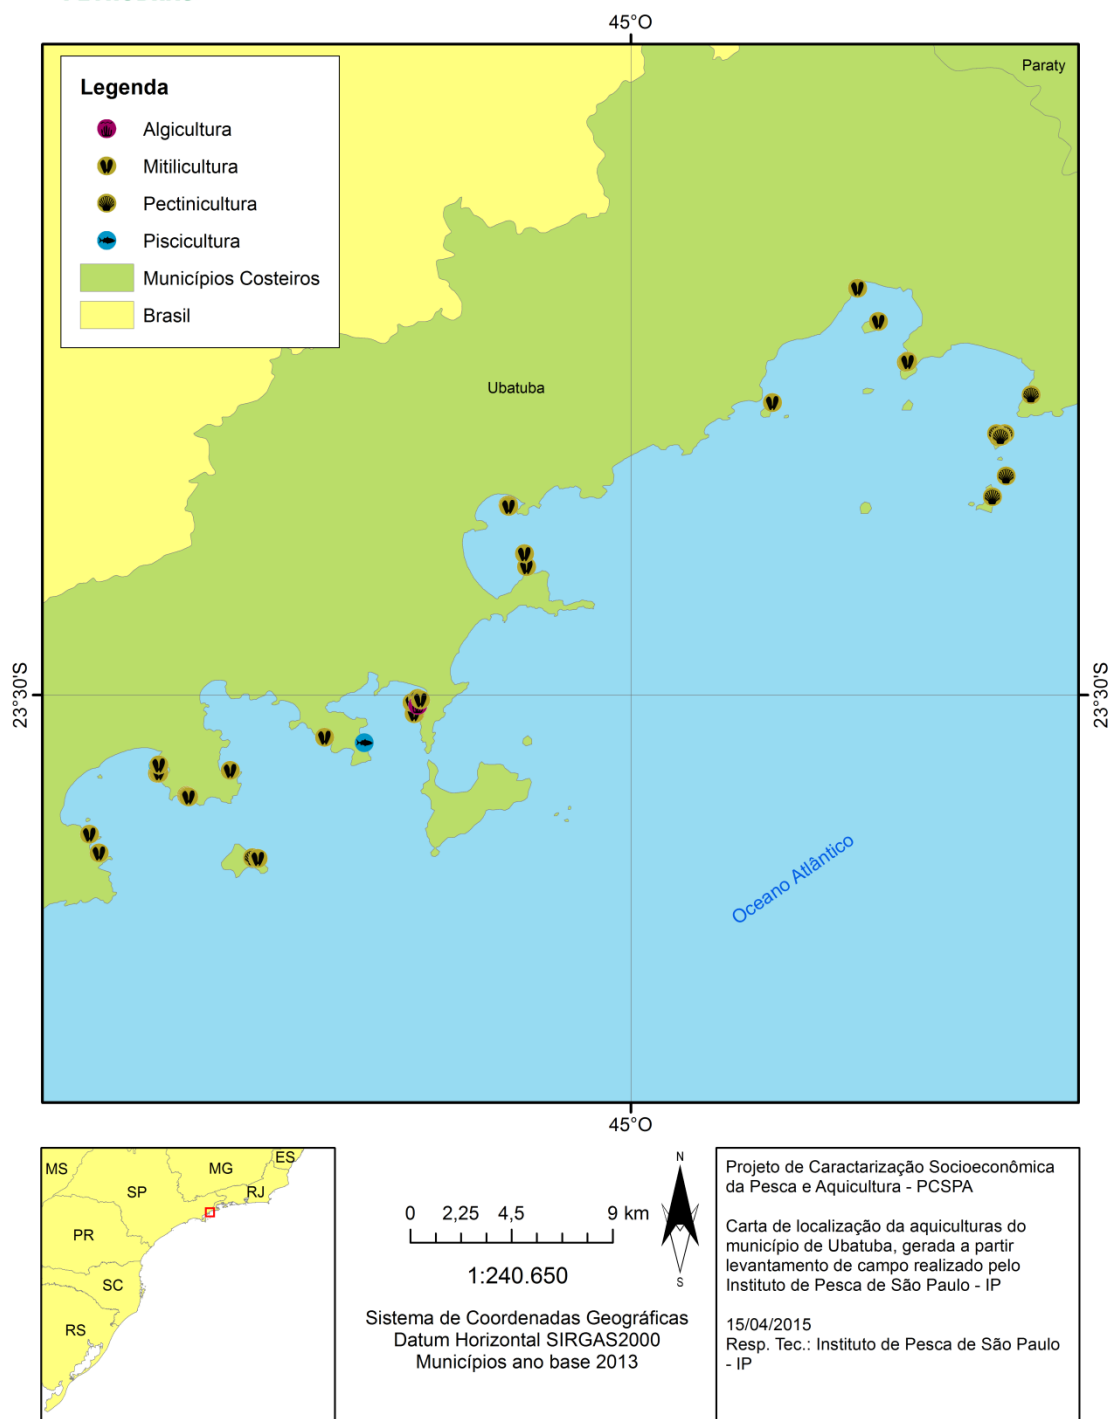 45°O
Paraty
Legenda
Algicultura
Mitilicultura
Pectinicultura
Piscicultura
Municípios Costeiros
Brasil
Ubatuba
23°30'S
23°30'S
Oceano Atlântico
45°O
MS
MG
ES
SP
RJ
PR
SC
RS
0 2,25 4,5 9 km
1:240.650
Sistema de Coordenadas Geográficas
Datum Horizontal SIRGAS2000
Municípios ano base 2013
N
S
Projeto de Caractarização Socioeconômica
da Pesca e Aquicultura - PCSPA
Carta de localização da aquiculturas do
município de Ubatuba, gerada a partir
levantamento de campo realizado pelo
Instituto de Pesca de São Paulo - IP
15/04/2015
Resp. Tec.: Instituto de Pesca de São Paulo
- IP